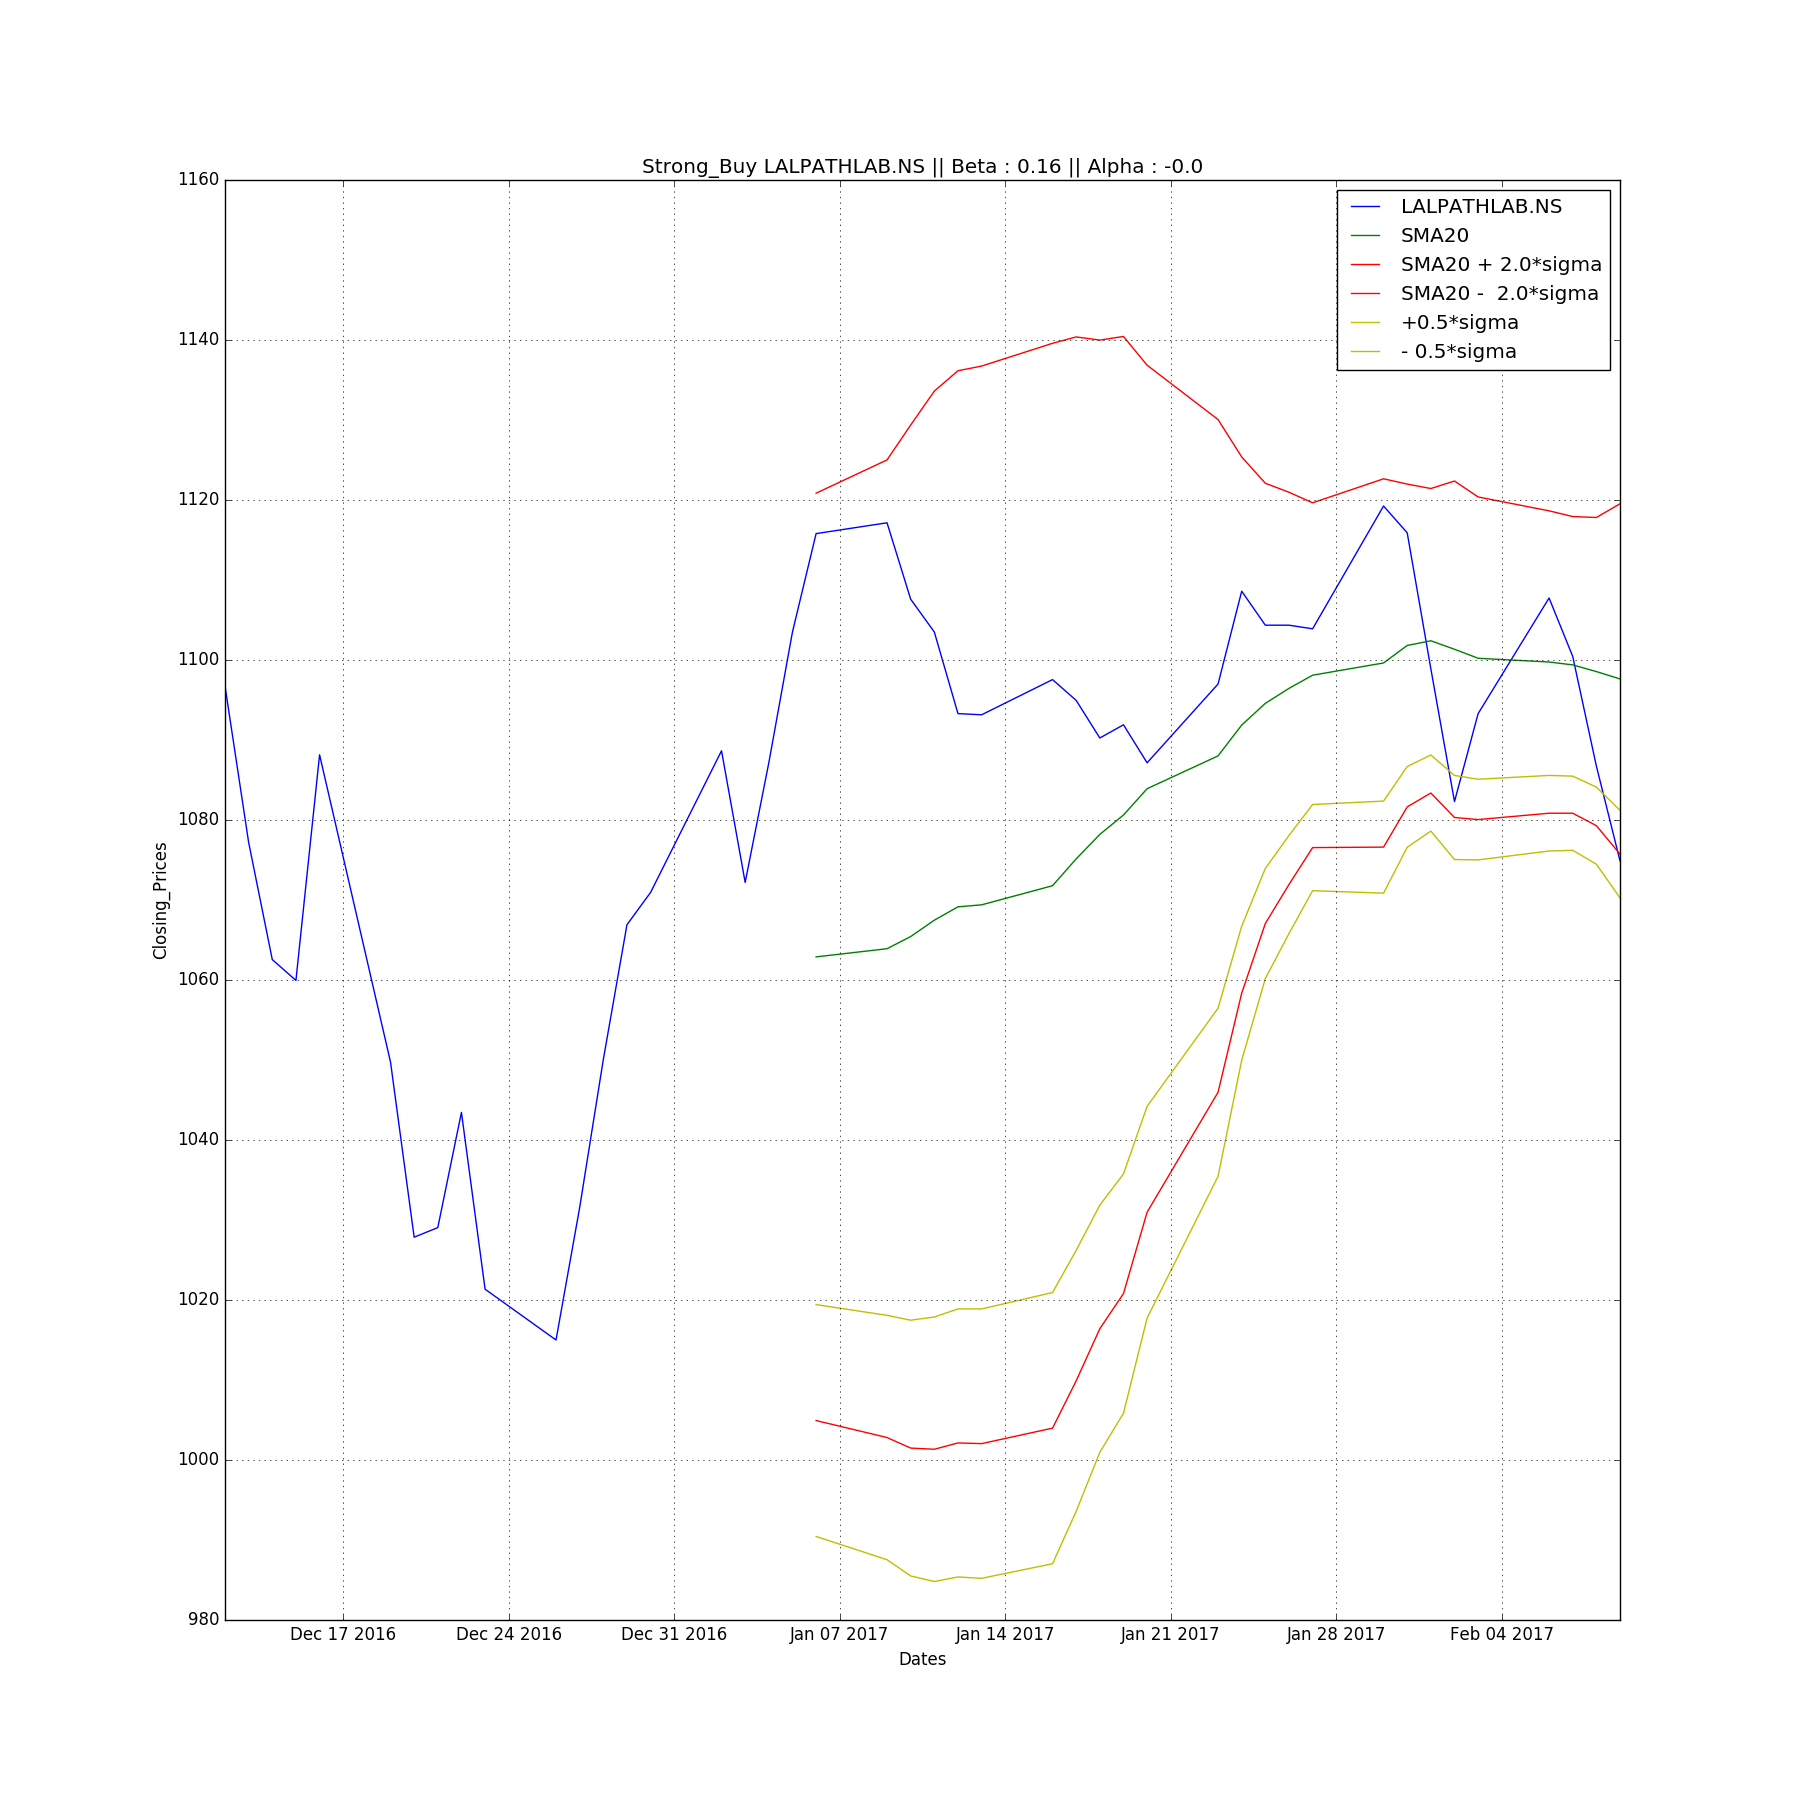 Strong_Buy LALPATHLAB.NS || Beta : 0.16 || Alpha : -0.0
1160
1140
1120
1100
1080
1060
1040
1020
1000
980
Closing_Prices
LALPATHLAB.NS
SMA20
SMA20 + 2.0*sigma
SMA20 -  2.0*sigma
+0.5*sigma
- 0.5*sigma
Dec 17 2016 Dec 24 2016 Dec 31 2016 Jan 07 2017 Jan 14 2017 Jan 21 2017 Jan 28 2017 Feb 04 2017
Dates